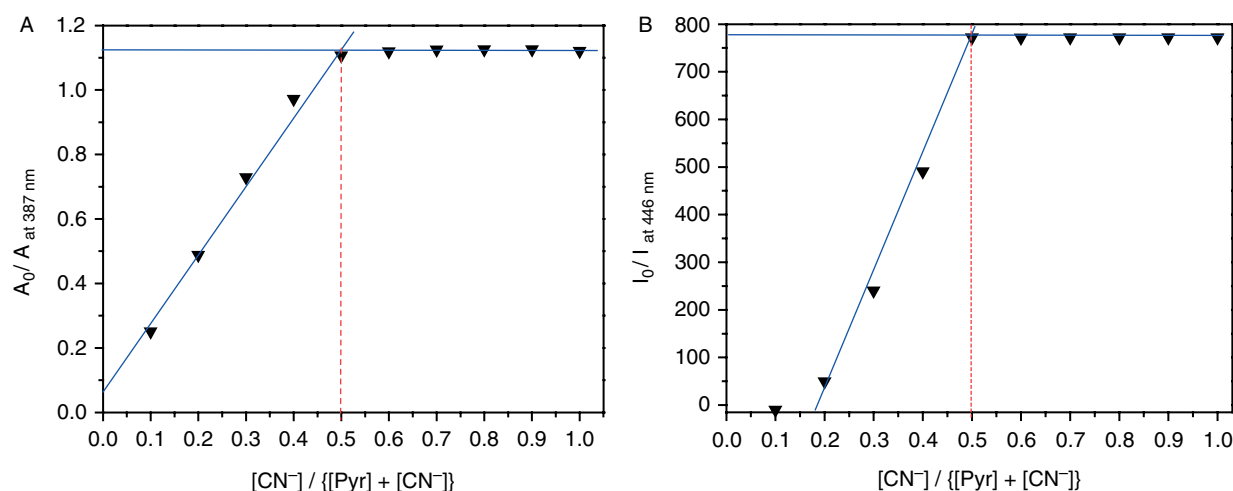 A
1.2
1.0
0.8
0.6
0.4
0.2
0.0
A0/ A at 387 nm
0.0 0.1 0.2 0.3 0.4 0.5 0.6 0.7 0.8 0.9 1.0
[CN–] / {[Pyr] + [CN–]}
B
800
700
600
500
400
300
200
100
0
I0/ I at 446 nm
0.0 0.1 0.2 0.3 0.4 0.5 0.6 0.7 0.8 0.9 1.0
[CN–] / {[Pyr] + [CN–]}